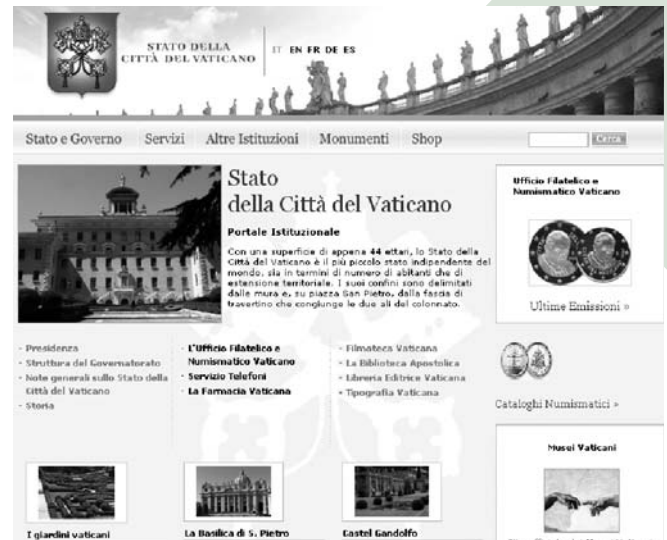 STATO DELLA
CITTÀ DEL VATICANO
IT EN FR DE ES
Stato e Governo Servizi Altre Istituzioni Monumenti Shop
Cerca
Stato
della Città del Vaticano
Portale Istituzionale
Con una superficie di appena 44 ettari, lo Stato della
Città del Vaticano è il più piccolo stato indipendente del
mondo, sia in termini di numero di abitanti che di
estensione territoriale. I suoi confini sono delimitati
dalle mura e, su piazza San Pietro, dalla fascia di
travertino che congiunge le due ali del colonnato.
Ufficio Filatelico e
Numismatico Vaticano
Ultime Emissioni »
· Presidenza
· Struttura del Governatorato
· Note generali sullo Stato della
Città del Vaticano
· Storia
· L'Ufficio Filatelico e
Numismatico Vaticano
· Servizio Telefoni
· La Farmacia Vaticana
· Filmoteca Vaticana
· La Biblioteca Apostolica
· Libreria Editrice Vaticana
· Tipografia Vaticana
Cataloghi Numismatici »
Musei Vaticani
I giardini vaticani
La Basilica di S. Pietro
Castel Gandolfo